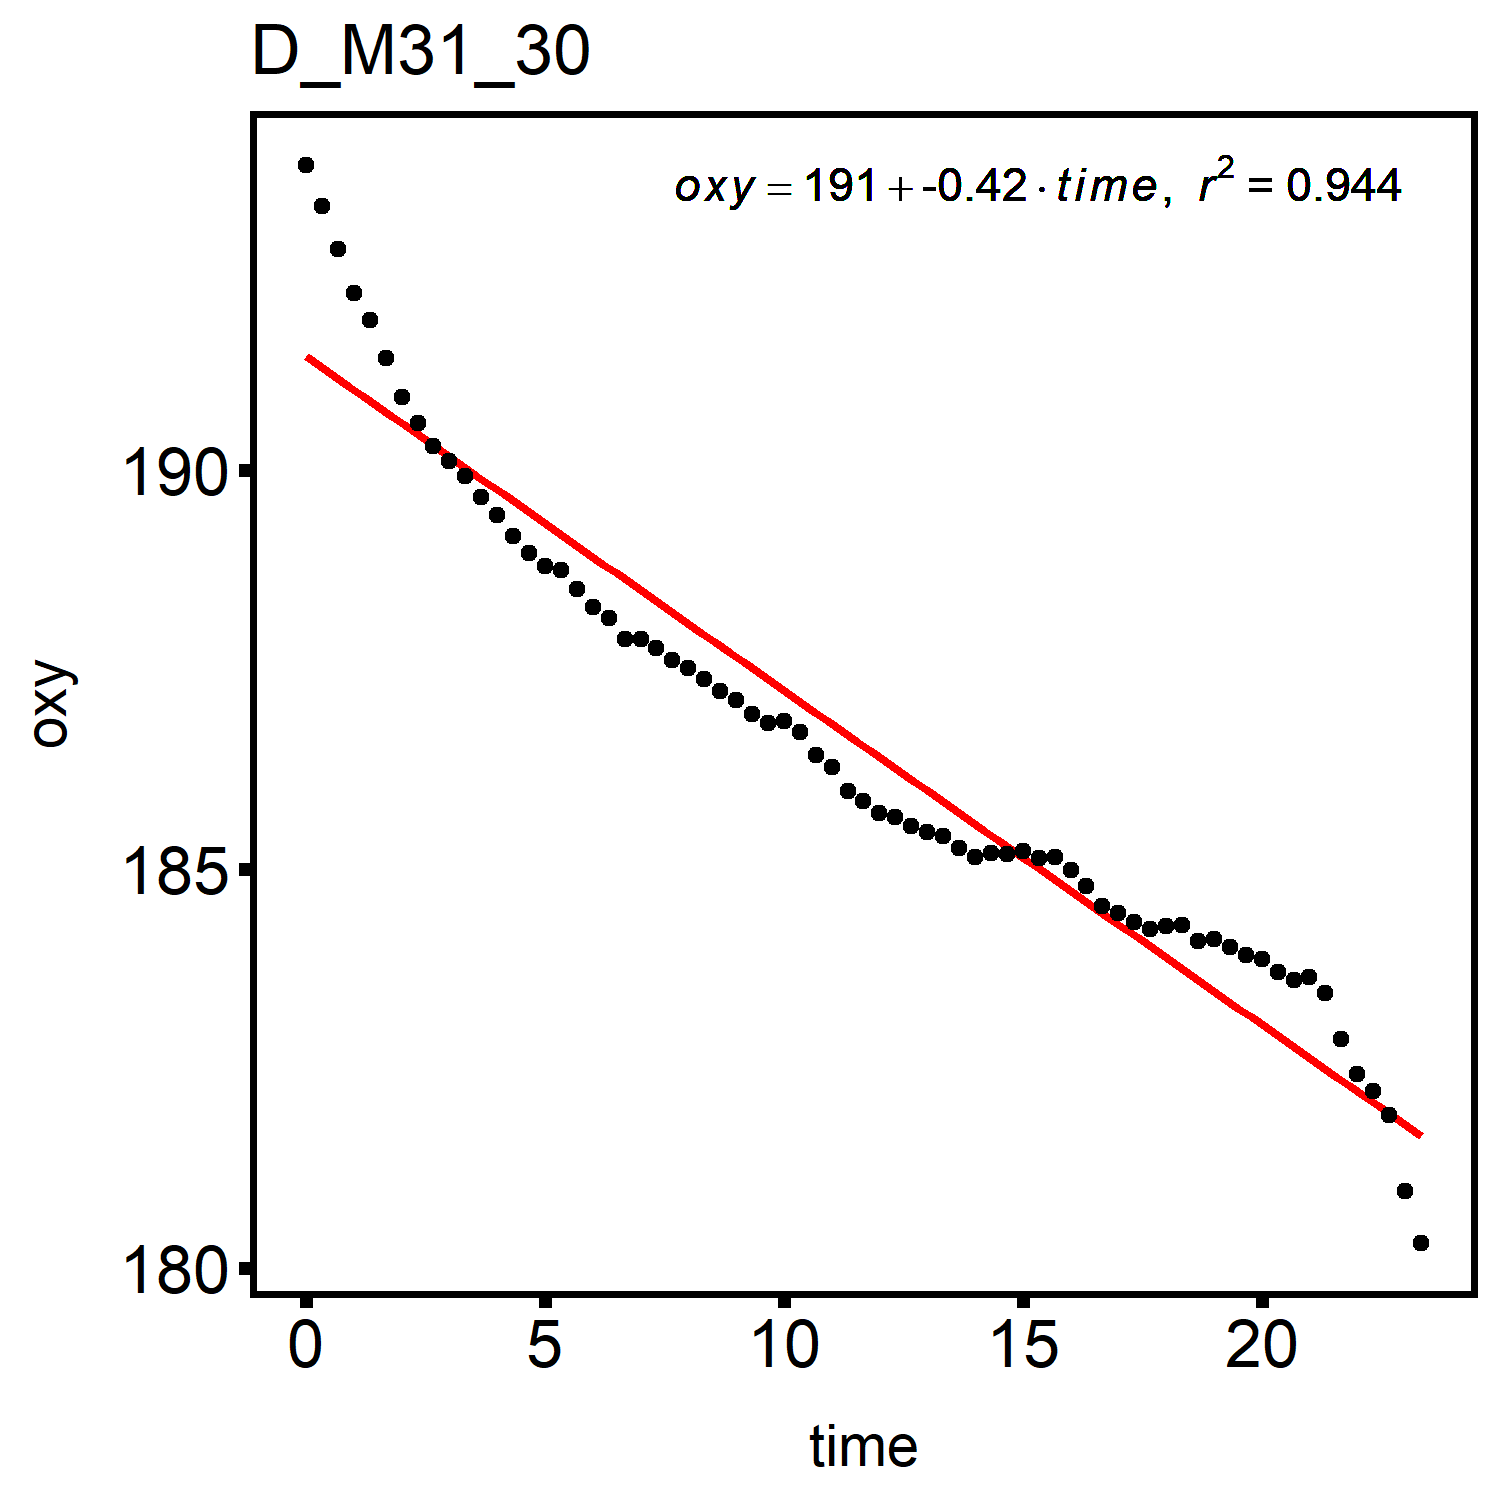 D_M31_30
oxy = 191 + -0.42 · time, r² = 0.944
190
185
180
oxy
0 5 10 15 20
time